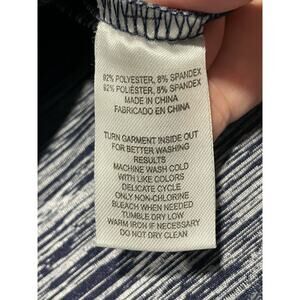 92% POLYESTER, 8% SPANDEX
92% POLIÉSTER, 8% SPANDEX
MADE IN CHINA
FABRICADO EN CHINA
TURN GARMENT INSIDE OUT
FOR BETTER WASHING
RESULTS
MACHINE WASH COLD
WITH LIKE COLORS
DELICATE CYCLE
ONLY NON-CHLORINE
BLEACH WHEN NEEDED
TUMBLE DRY LOW
WARM IRON IF NECESSARY
DO NOT DRY CLEAN